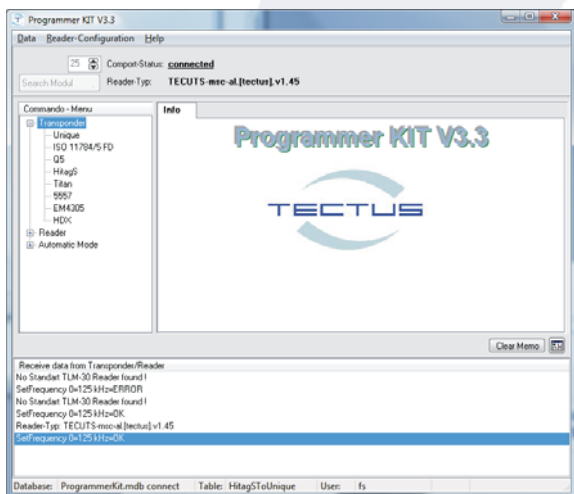 Programmer KIT V3.3
Data Reader-Configuration Help
25 Comport-Status: connected
Search Modul Reader-Typ: TECUTS-msc-al.[tectus].v1.45
Commando - Menu
Info
Transponder
Unique
ISO 11784/5 FD
Q5
HitagS
Titan
5557
EM4305
HDX
Reader
Automatic Mode
Programmer KIT V3.3
TECTUS
Clear Memo
Receive data from Transponder/Reader
No Standart TLM-30 Reader found !
SetFrequency 0=125 kHz=ERROR
No Standart TLM-30 Reader found !
SetFrequency 0=125 kHz=OK
Reader-Typ: TECUTS-msc-al.[tectus].v1.45
SetFrequency 0=125 kHz=OK
Database: ProgrammerKit.mdb connect Table: HitagSToUnique User: fs